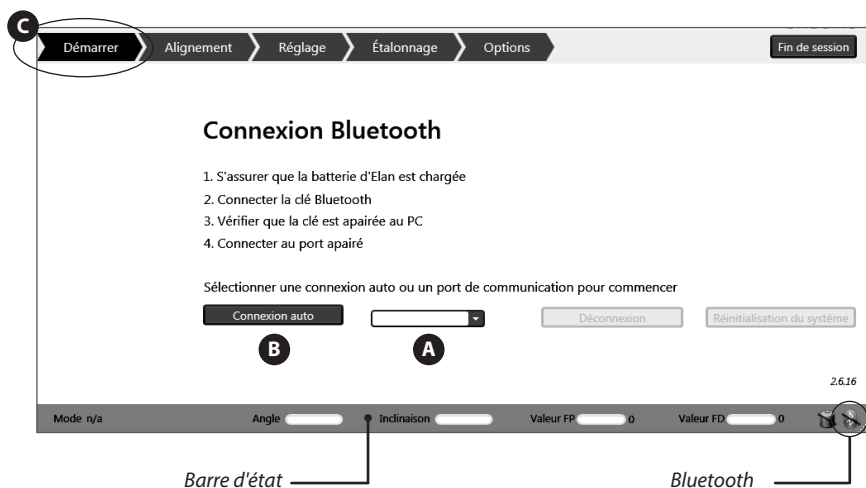 C
Démarrer Alignement Réglage Étalonnage Options Fin de session
Connexion Bluetooth
1. S'assurer que la batterie d'Elan est chargée
2. Connecter la clé Bluetooth
3. Vérifier que la clé est apairée au PC
4. Connecter au port apairé
Sélectionner une connexion auto ou un port de communication pour commencer
Connexion auto Déconnexion Réinitialisation du système
B A
2.6.16
Mode n/a Angle Inclinaison Valeur FP 0 Valeur FD 0
Barre d'état Bluetooth